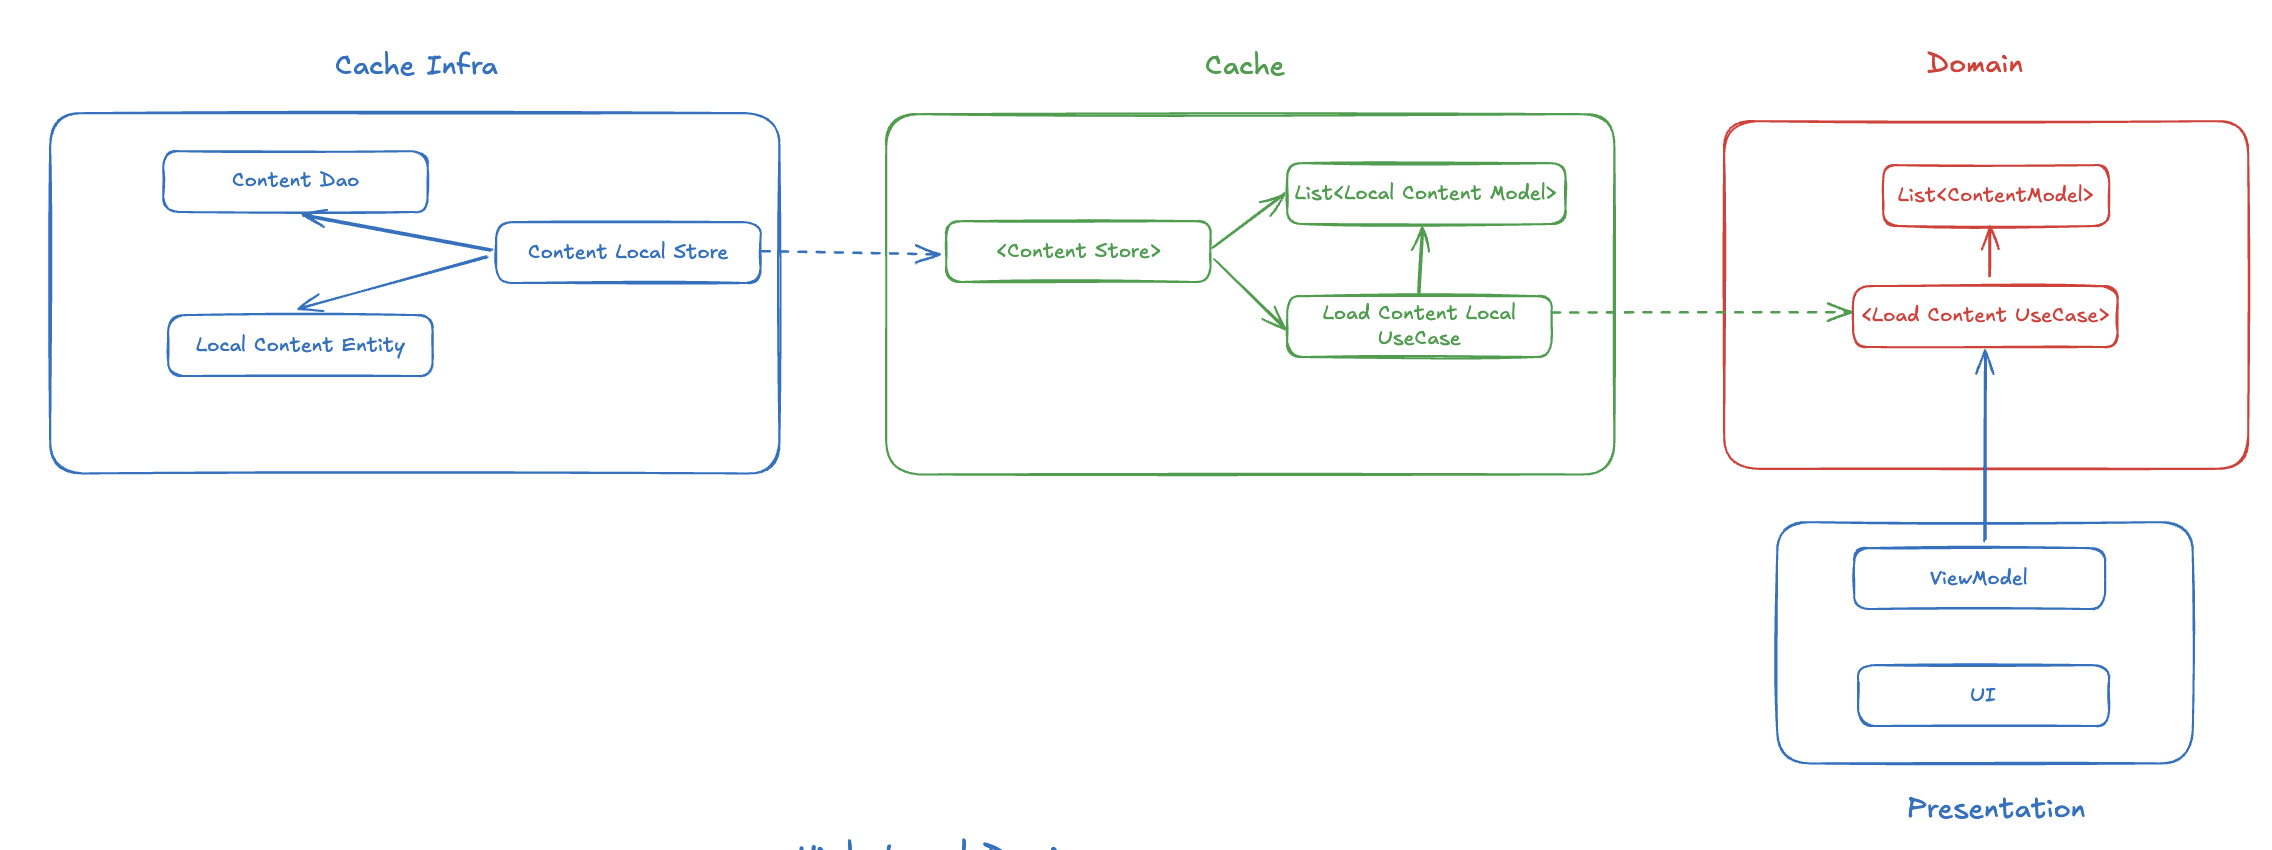 Cache Infra
Content Dao
Content Local Store
Local Content Entity
Cache
List<Local Content Model>
<Content Store>
Load Content Local
UseCase
Domain
List<ContentModel>
<Load Content UseCase>
ViewModel
UI
Presentation